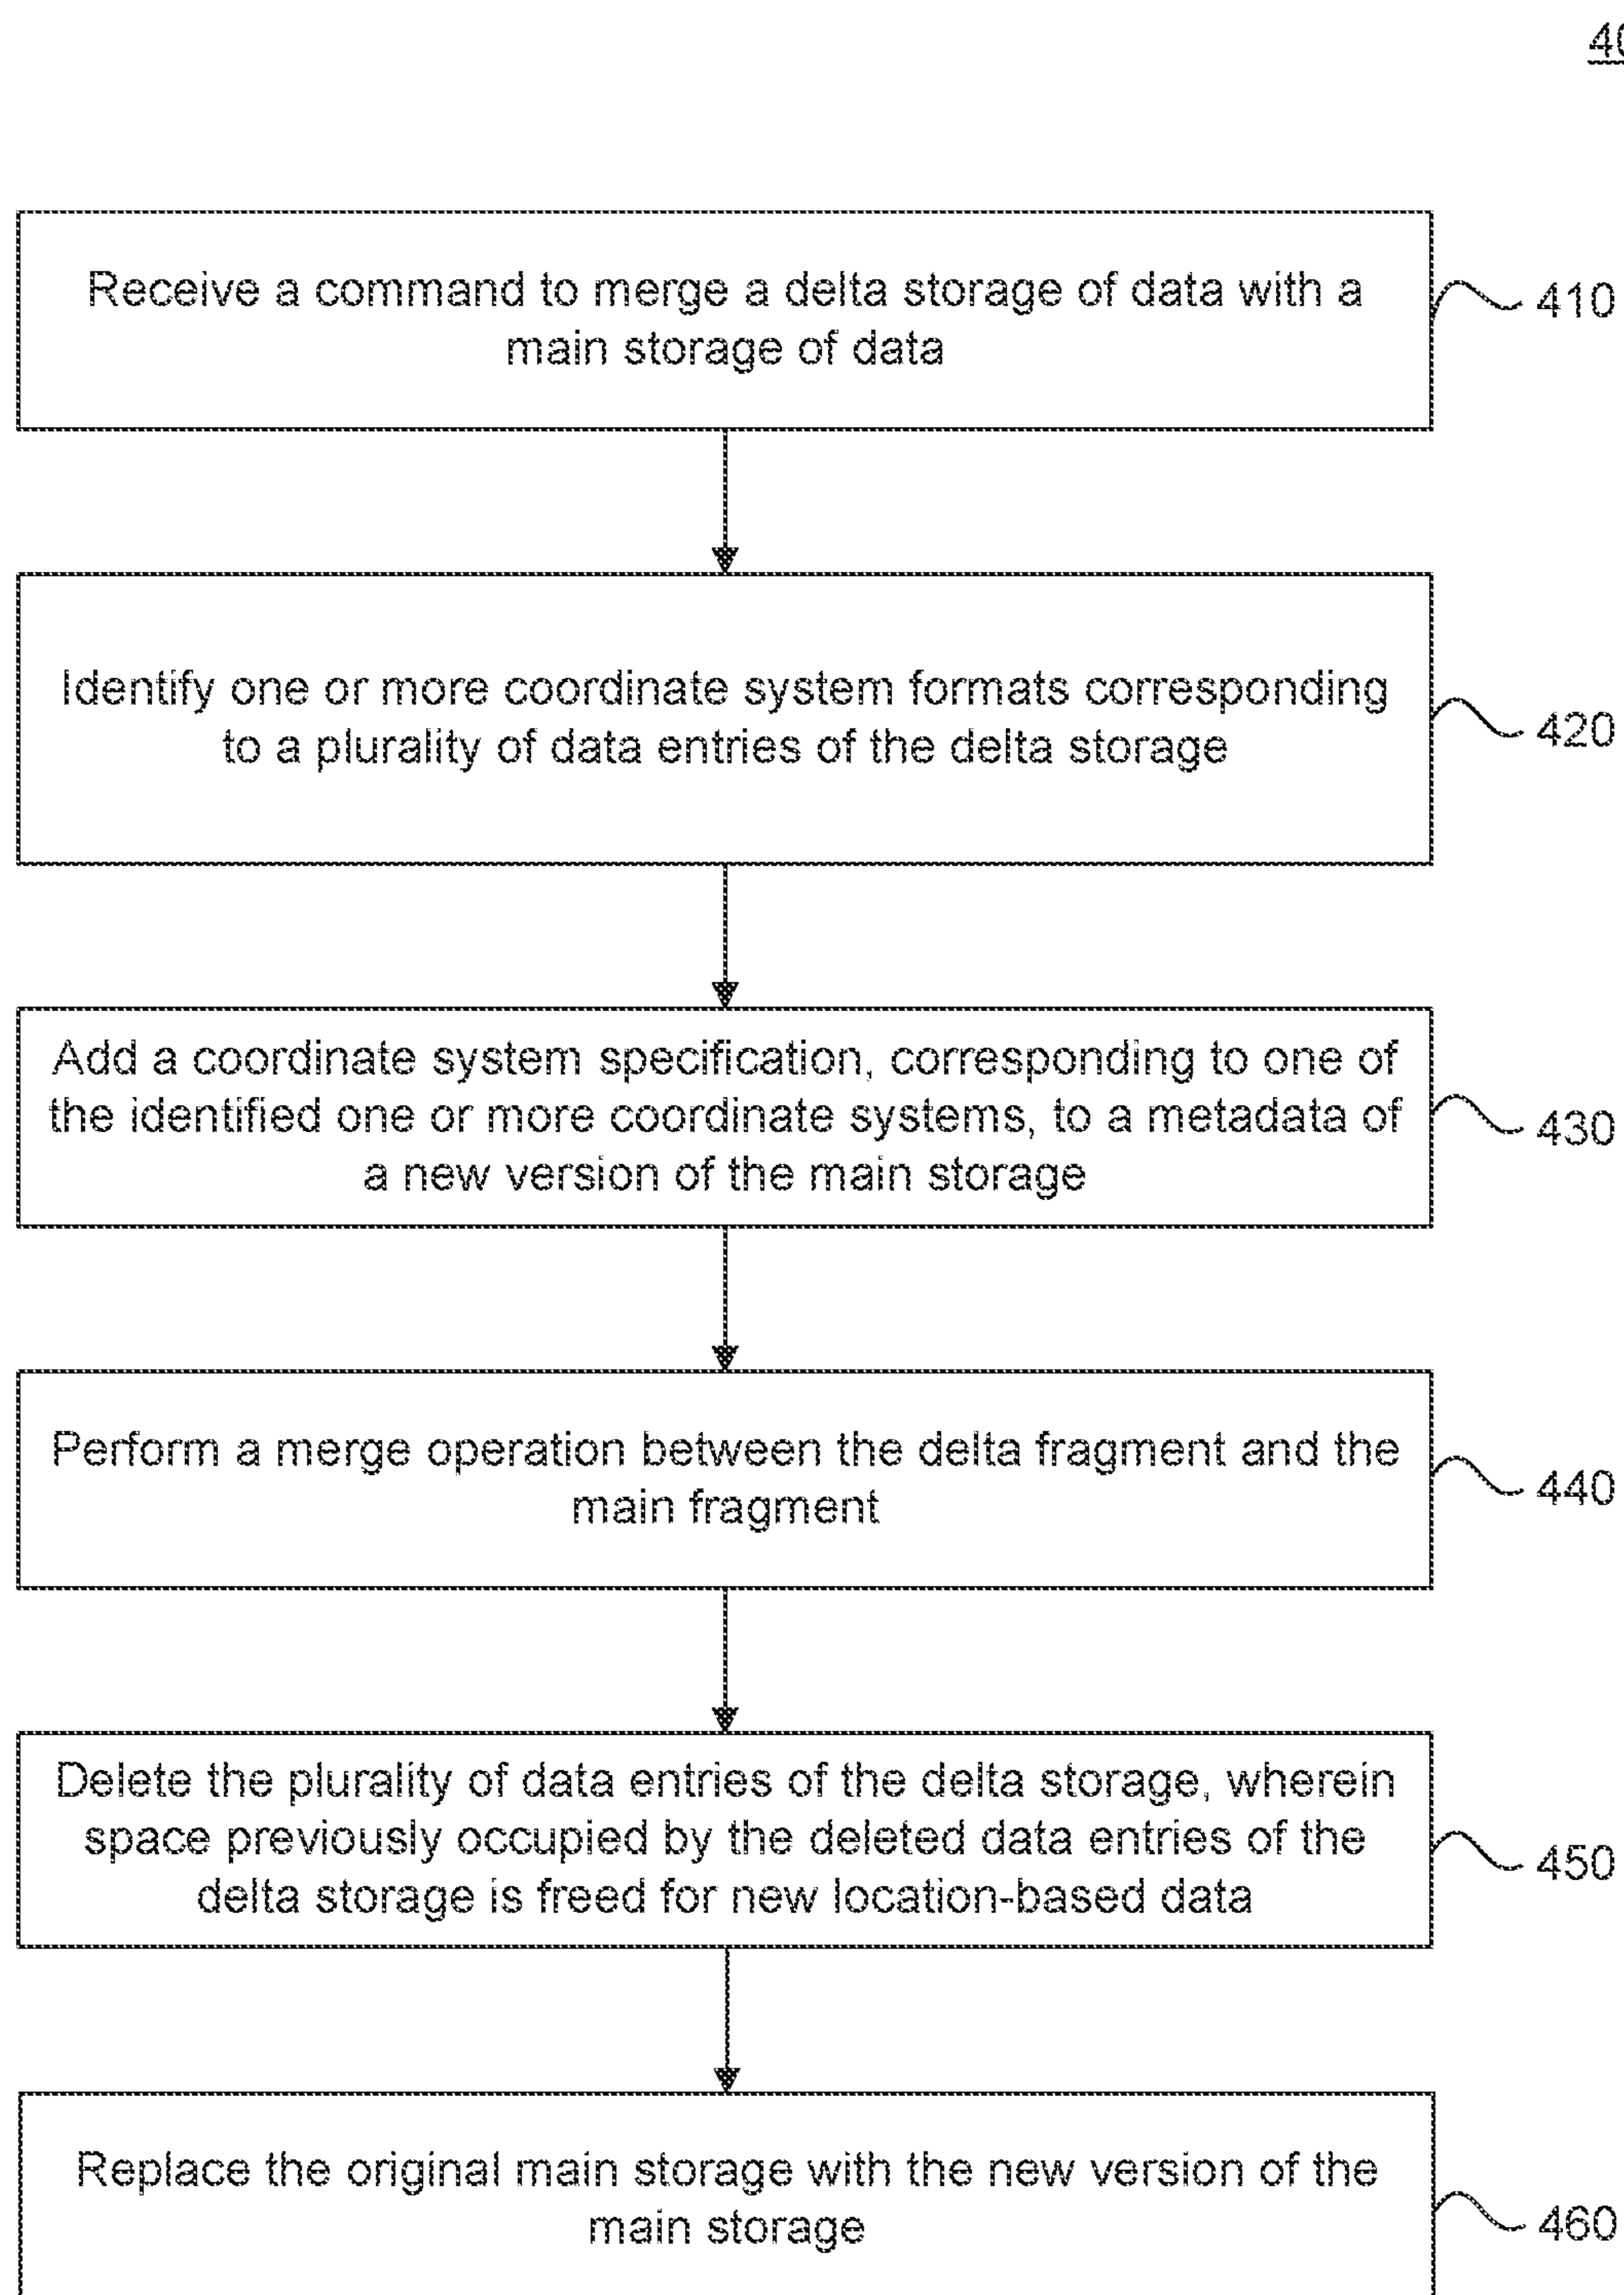 40
Receive a command to merge a delta storage of data with a
main storage of data
410
Identify one or more coordinate system formats corresponding
to a plurality of data entries of the delta storage
420
Add a coordinate system specification, corresponding to one of
the identified one or more coordinate systems, to a metadata of
a new version of the main storage
430
Perform a merge operation between the delta fragment and the
main fragment
440
Delete the plurality of data entries of the delta storage, wherein
space previously occupied by the deleted data entries of the
delta storage is freed for new location-based data
450
Replace the original main storage with the new version of the
main storage
460